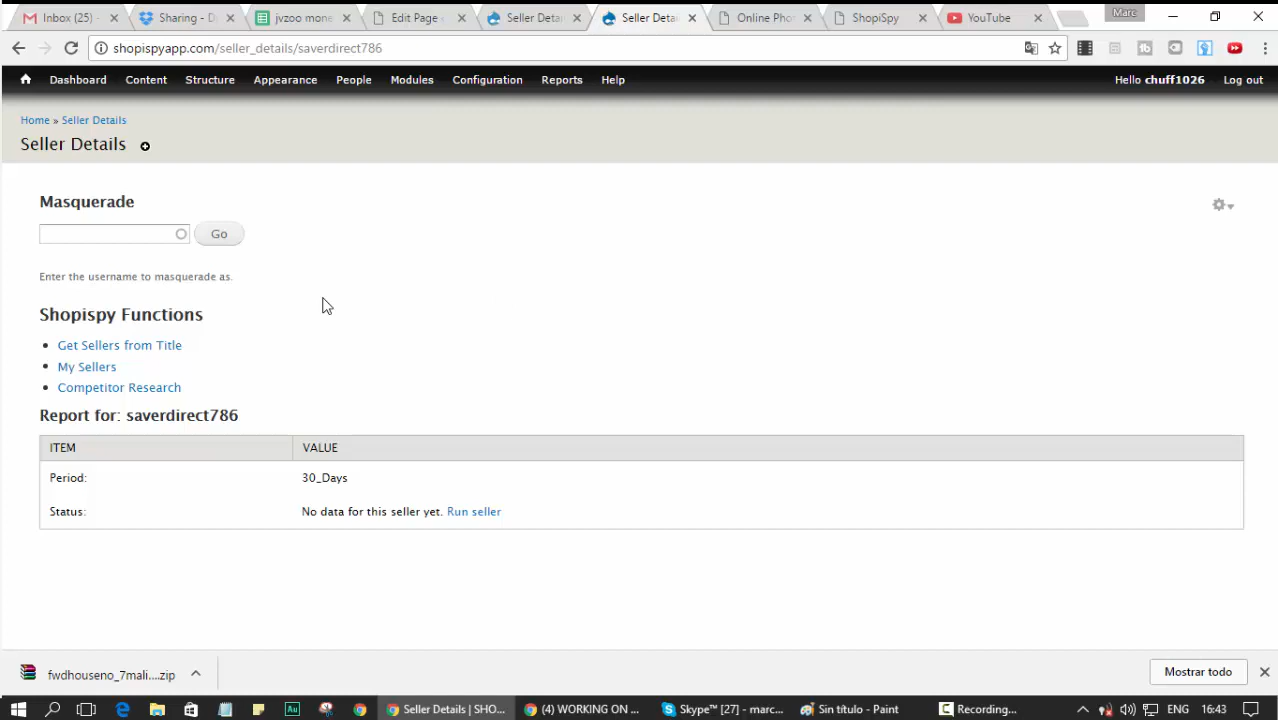 Inbox (25) -
Sharing - D
jvzoo mone
Edit Page
Seller Deta
Seller Detai
Online Pho
ShopiSpy
YouTube
Marc
shopispyapp.com/seller_details/saverdirect786
Dashboard
Content
Structure
Appearance
People
Modules
Configuration
Reports
Help
Hello chuff1026
Log out
Home » Seller Details
Seller Details
Masquerade
Go
Enter the username to masquerade as.
Shopispy Functions
Get Sellers from Title
My Sellers
Competitor Research
Report for: saverdirect786
ITEM VALUE
Period: 30_Days
Status: No data for this seller yet. Run seller
fwdhouseno_7mali....zip
Mostrar todo
Au
Seller Details | SHO...
(4) WORKING ON ...
Skype™ [27] - marc...
Sin título - Paint
Recording...
ENG
16:43